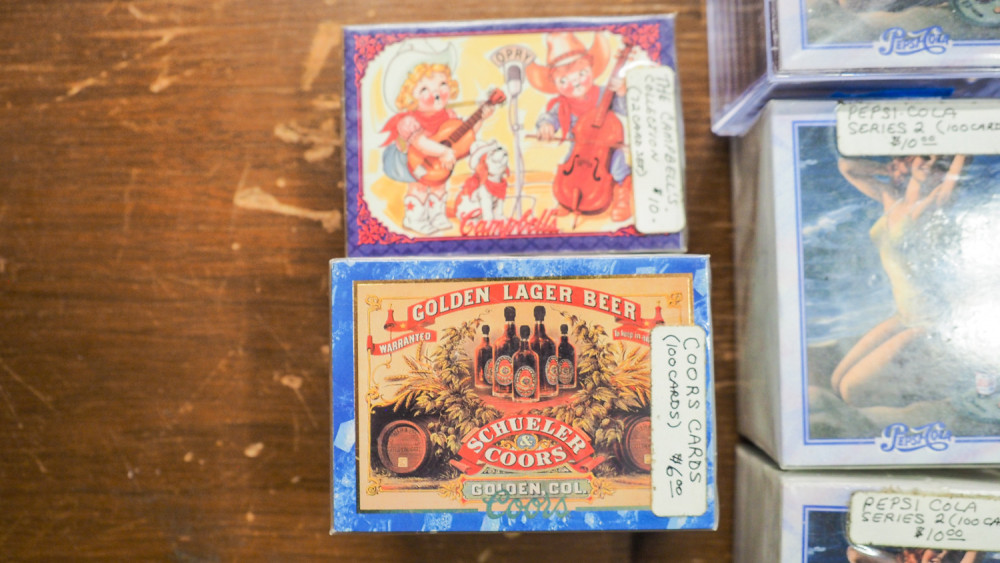 OPRY
THE CAMPBELL'S
COLLECTION $10-
(72 CARD SET)
Campbell's
GOLDEN LAGER BEER
WARRANTED
SCHUELER
&
COORS
GOLDEN, COL.
Coors
COORS CARDS
(100 CARDS) $6.00
PEPSI-COLA
PEPSI-COLA
SERIES 2 (100 CARD
$10.00
PEPSI-COLA
PEPSI COLA
SERIES 2 (100 CA
$10.00